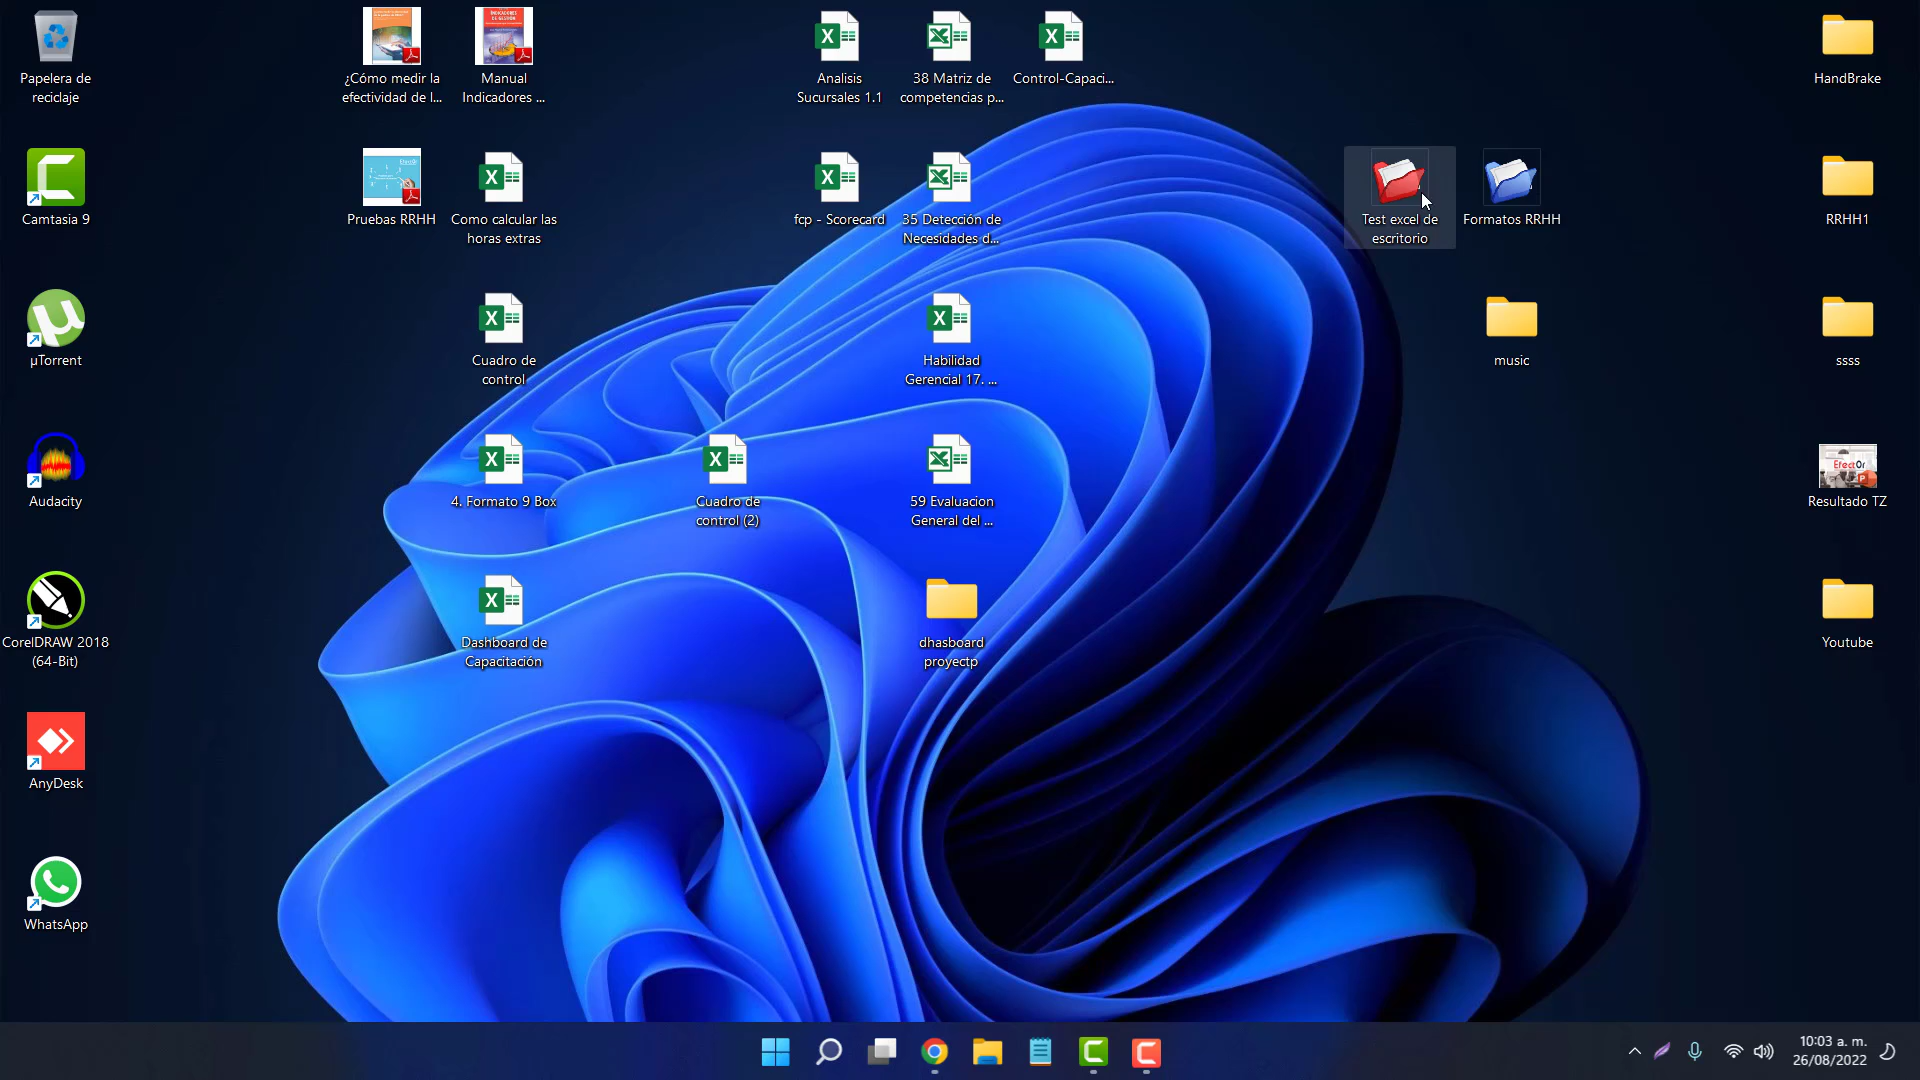 Papelera de
reciclaje
¿Cómo medir la
efectividad de l...
Manual
Indicadores ...
Analisis
Sucursales 1.1
38 Matriz de
competencias p...
Control-Capaci...
HandBrake
Camtasia 9
Pruebas RRHH
Como calcular las
horas extras
fcp - Scorecard
35 Detección de
Necesidades d...
Test excel de
escritorio
Formatos RRHH
RRHH1
µTorrent
Cuadro de
control
Habilidad
Gerencial 17. ...
music
ssss
Audacity
4. Formato 9 Box
Cuadro de
control (2)
59 Evaluacion
General del ...
EfectOr
Resultado TZ
CorelDRAW 2018
(64-Bit)
Dashboard de
Capacitación
dhasboard
proyectp
Youtube
AnyDesk
WhatsApp
10:03 a. m.
26/08/2022